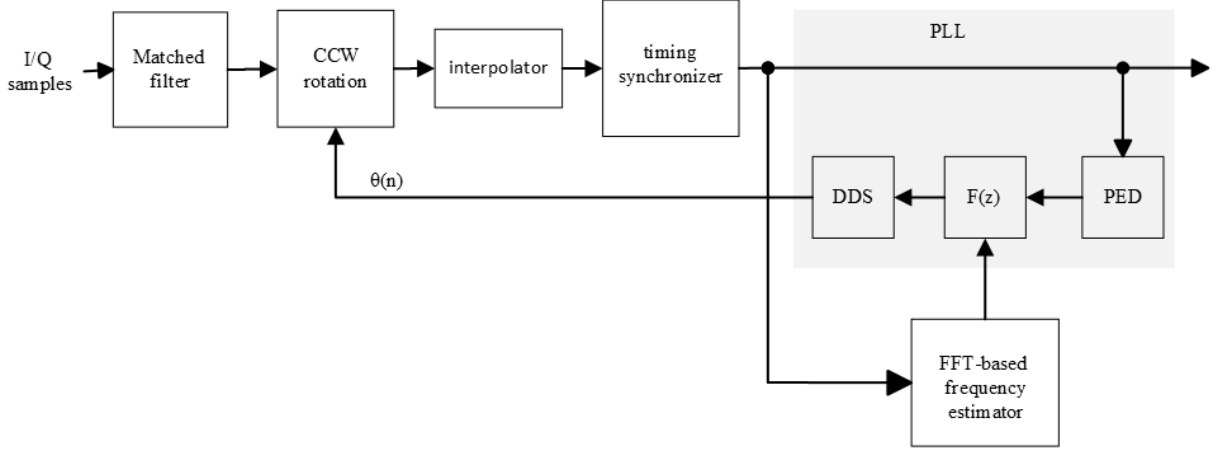 I/Q
samples
Matched
filter
CCW
rotation
interpolator
timing
synchronizer
PLL
θ(n)
DDS
F(z)
PED
FFT-based
frequency
estimator